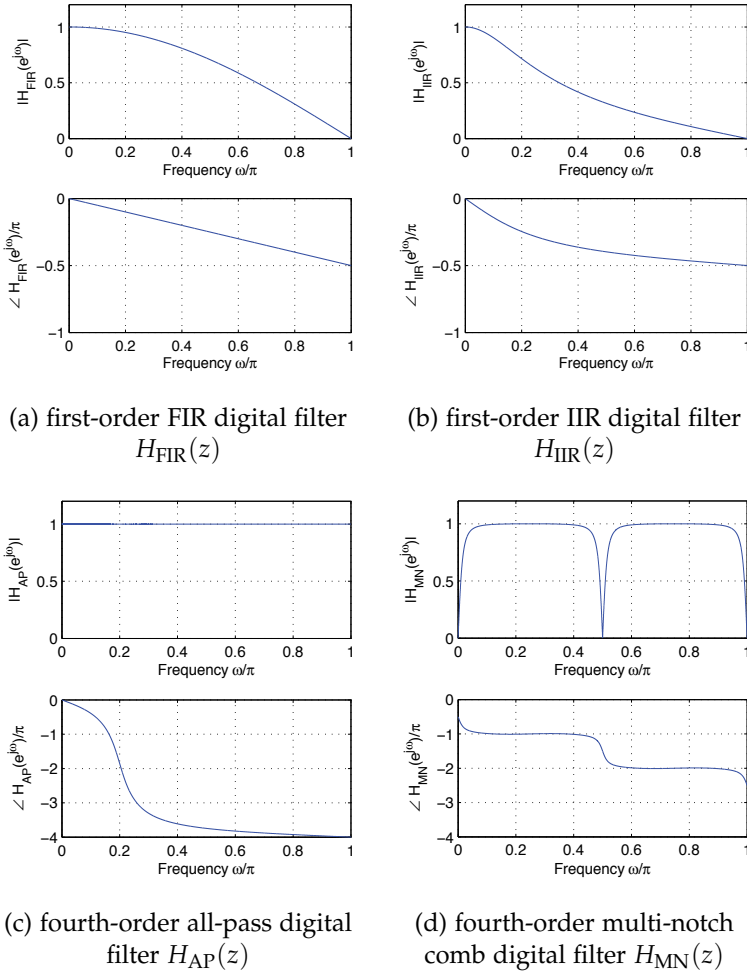 1
0.5
0
|H_FIR(e^jω)|
0 0.2 0.4 0.6 0.8 1
Frequency ω/π
0
−0.5
−1
∠ H_FIR(e^jω)/π
0 0.2 0.4 0.6 0.8 1
Frequency ω/π
(a) first-order FIR digital filter
H_FIR(z)
1
0.5
0
|H_IIR(e^jω)|
0 0.2 0.4 0.6 0.8 1
Frequency ω/π
0
−0.5
−1
∠ H_IIR(e^jω)/π
0 0.2 0.4 0.6 0.8 1
Frequency ω/π
(b) first-order IIR digital filter
H_IIR(z)
1
0.5
0
|H_AP(e^jω)|
0 0.2 0.4 0.6 0.8 1
Frequency ω/π
0
−1
−2
−3
−4
∠ H_AP(e^jω)/π
0 0.2 0.4 0.6 0.8 1
Frequency ω/π
(c) fourth-order all-pass digital
filter H_AP(z)
1
0.5
0
|H_MN(e^jω)|
0 0.2 0.4 0.6 0.8 1
Frequency ω/π
0
−1
−2
−3
−4
∠ H_MN(e^jω)/π
0 0.2 0.4 0.6 0.8 1
Frequency ω/π
(d) fourth-order multi-notch
comb digital filter H_MN(z)